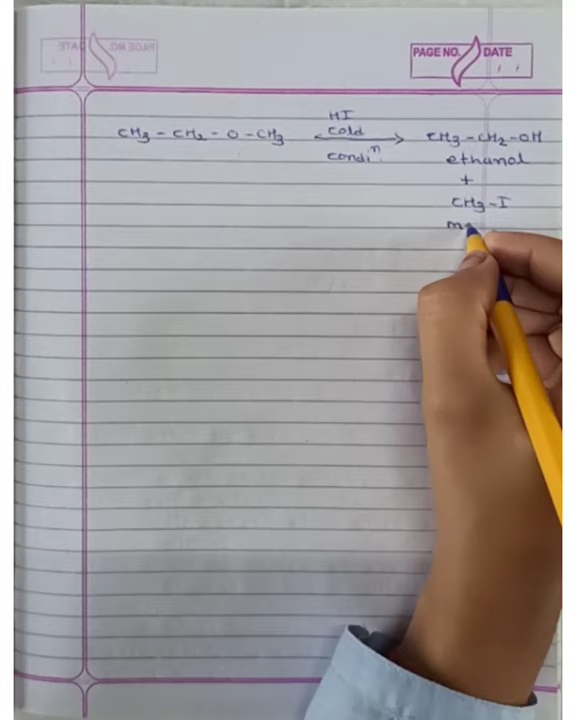 PAGE NO. DATE
HI
CH3 - CH2 - O - CH3 cold → CH3 - CH2 - OH
condiⁿ. ethanol
+
CH3 - I